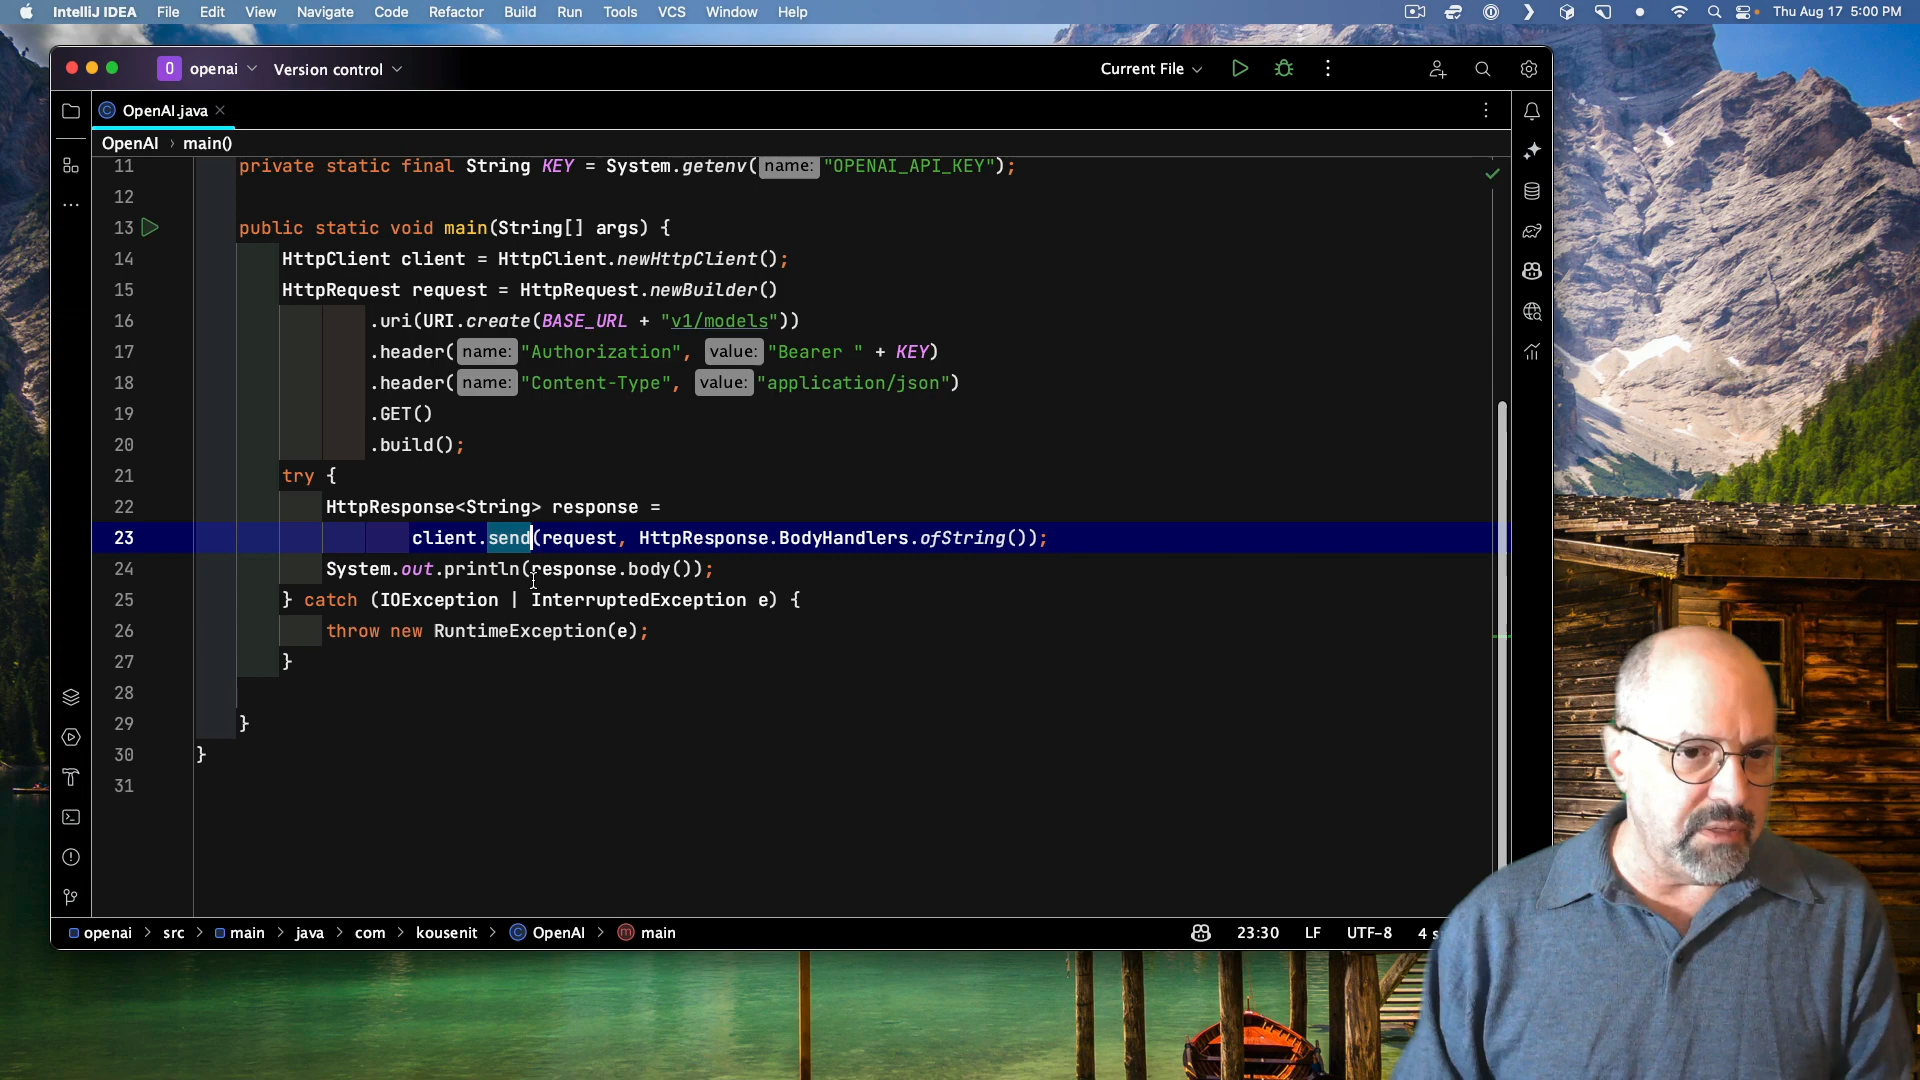 IntelliJ IDEA File Edit View Navigate Code Refactor Build Run Tools VCS Window Help Thu Aug 17 5:00 PM
O openai Version control Current File
OpenAI.java
OpenAI main()
11 private static final String KEY = System.getenv( name: "OPENAI_API_KEY");
12
13 public static void main(String[] args) {
14 HttpClient client = HttpClient.newHttpClient();
15 HttpRequest request = HttpRequest.newBuilder()
16 .uri(URI.create(BASE_URL + "v1/models"))
17 .header( name: "Authorization", value: "Bearer " + KEY)
18 .header( name: "Content-Type", value: "application/json")
19 .GET()
20 .build();
21 try {
22 HttpResponse<String> response =
23 client.send(request, HttpResponse.BodyHandlers.ofString());
24 System.out.println(response.body());
25 } catch (IOException | InterruptedException e) {
26 throw new RuntimeException(e);
27 }
28
29 }
30 }
31
openai > src > main > java > com > kousenit > OpenAI > main 23:30 LF UTF-8 4 s